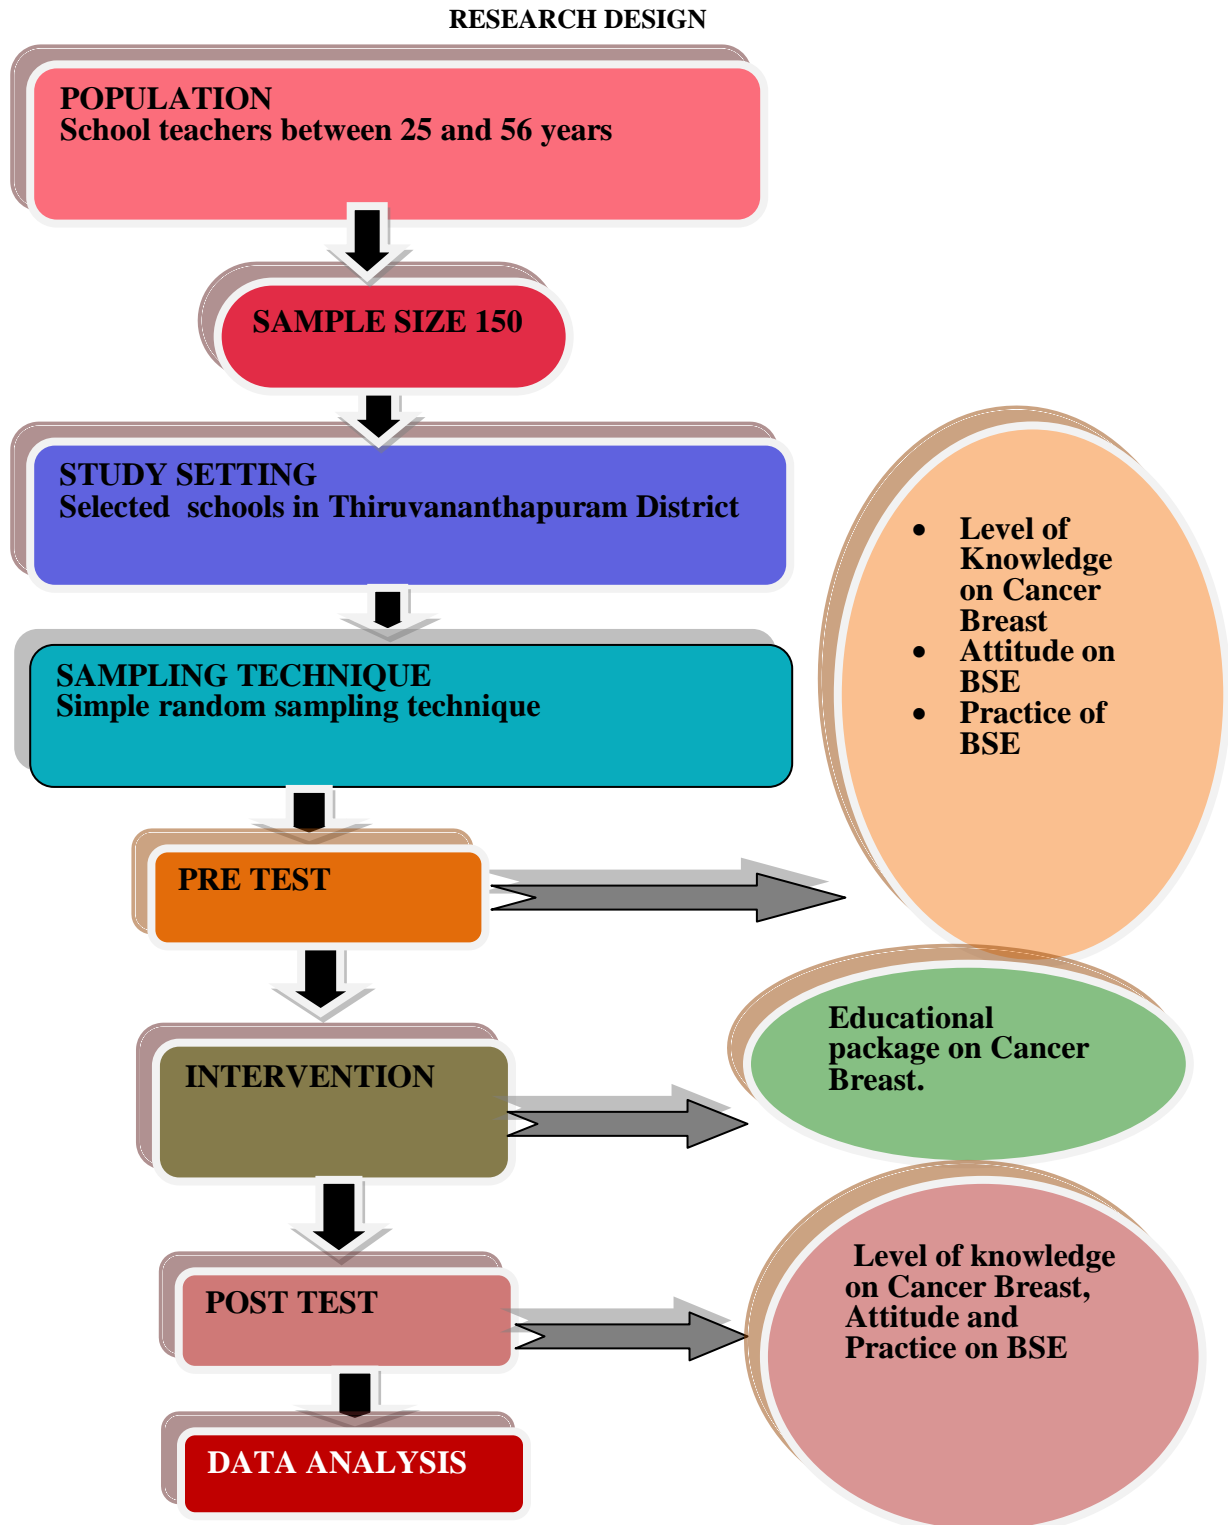 RESEARCH DESIGN
POPULATION
School teachers between 25 and 56 years
SAMPLE SIZE 150
STUDY SETTING
Selected schools in Thiruvananthapuram District
SAMPLING TECHNIQUE
Simple random sampling technique
PRE TEST
• Level of
Knowledge
on Cancer
Breast
• Attitude on
BSE
• Practice of
BSE
INTERVENTION
Educational
package on Cancer
Breast.
POST TEST
Level of knowledge
on Cancer Breast,
Attitude and
Practice on BSE
DATA ANALYSIS